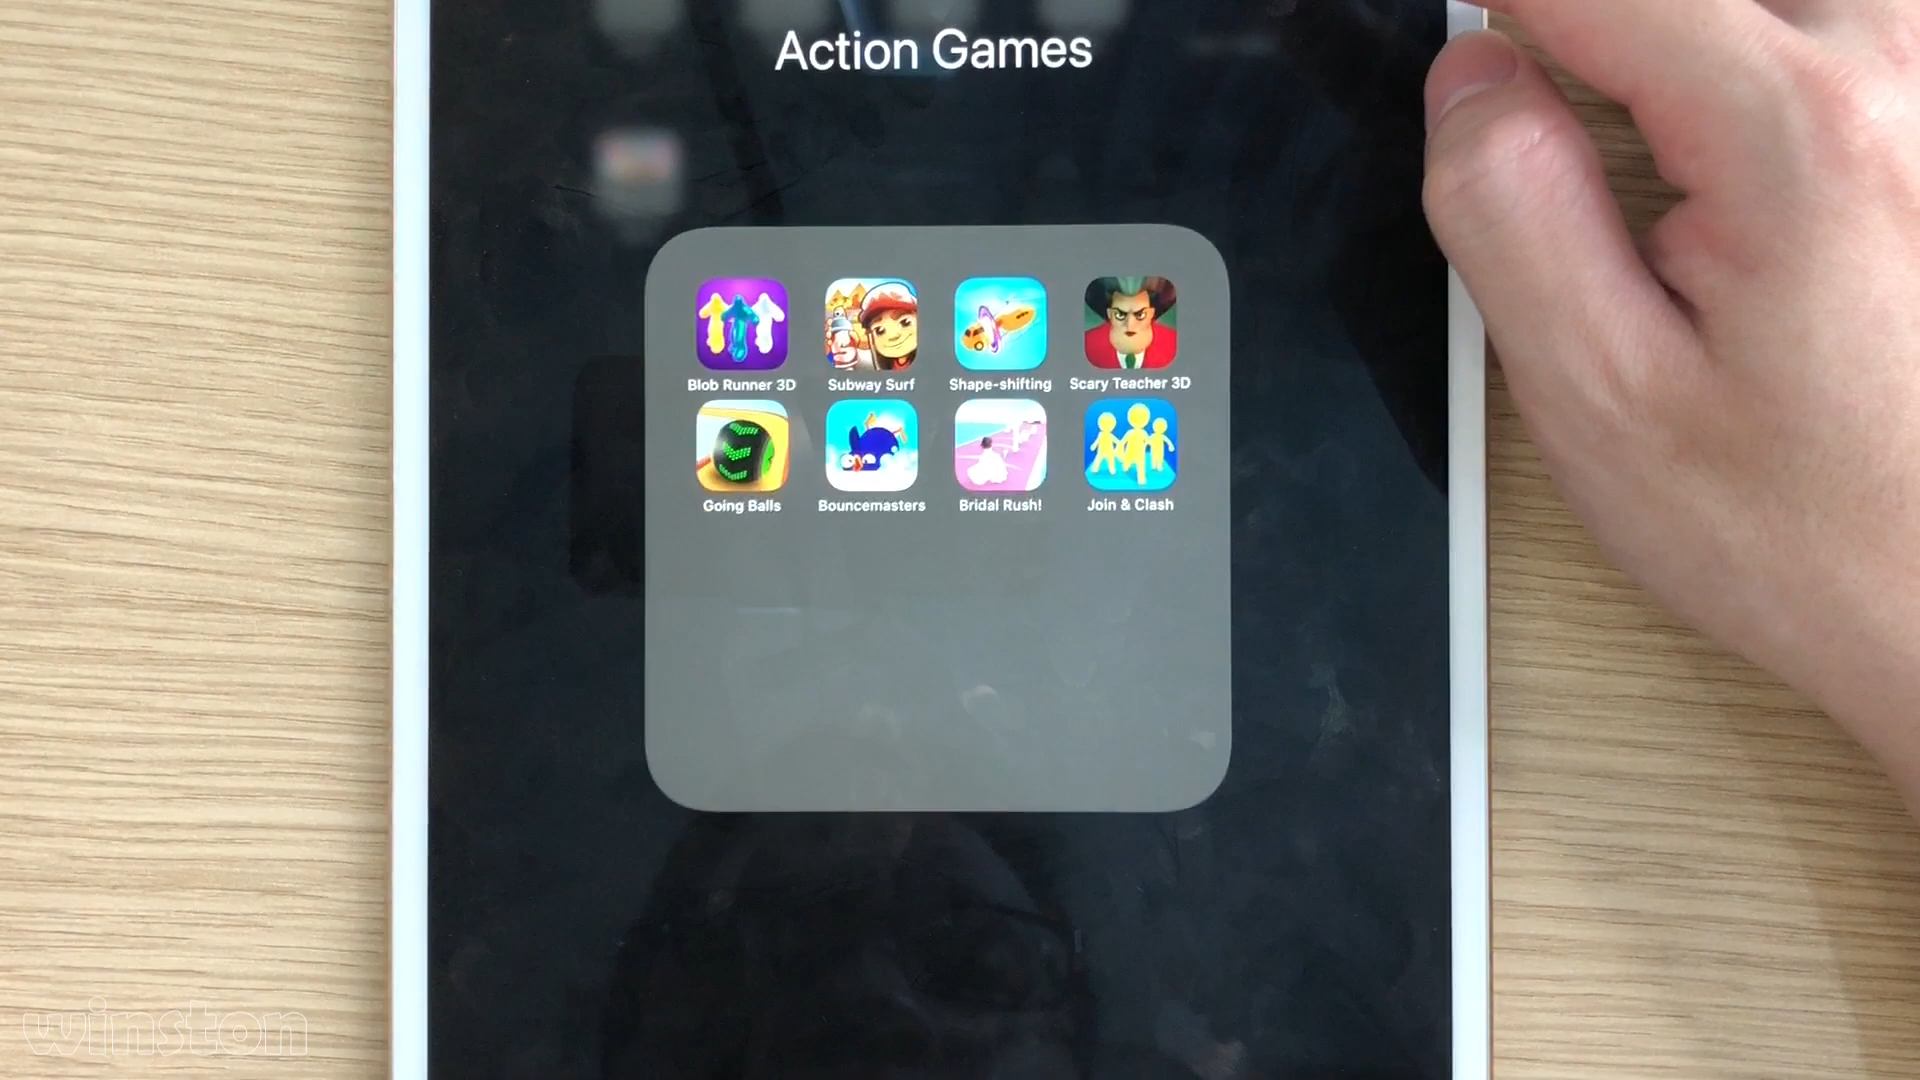 Action Games
Blob Runner 3D
Subway Surf
Shape-shifting
Scary Teacher 3D
Going Balls
Bouncemasters
Bridal Rush!
Join & Clash
winston